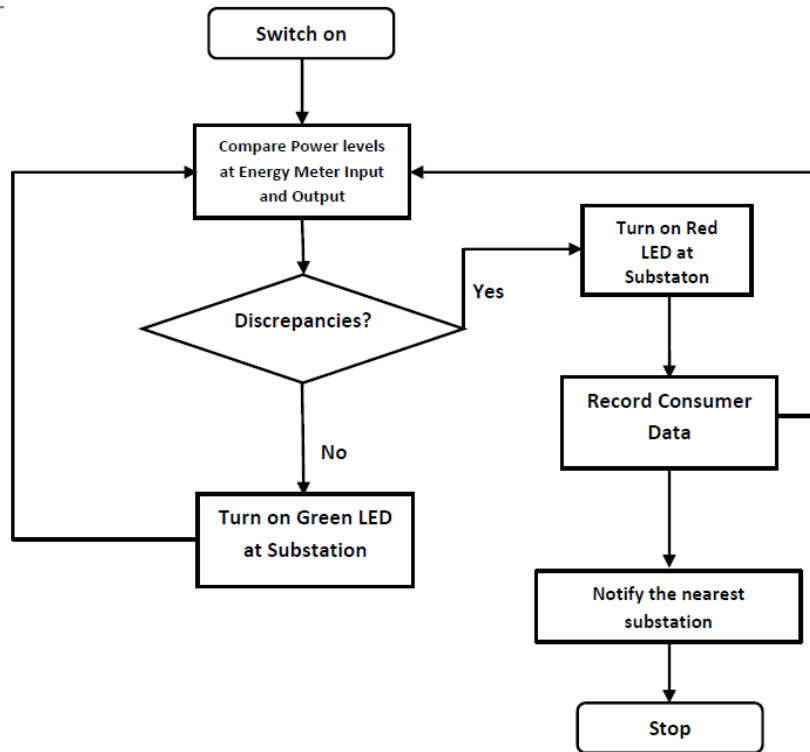 Switch on
Compare Power levels
at Energy Meter Input
and Output
Turn on Red
LED at
Substaton
Discrepancies?
Yes
Record Consumer
Data
No
Turn on Green LED
at Substation
Notify the nearest
substation
Stop